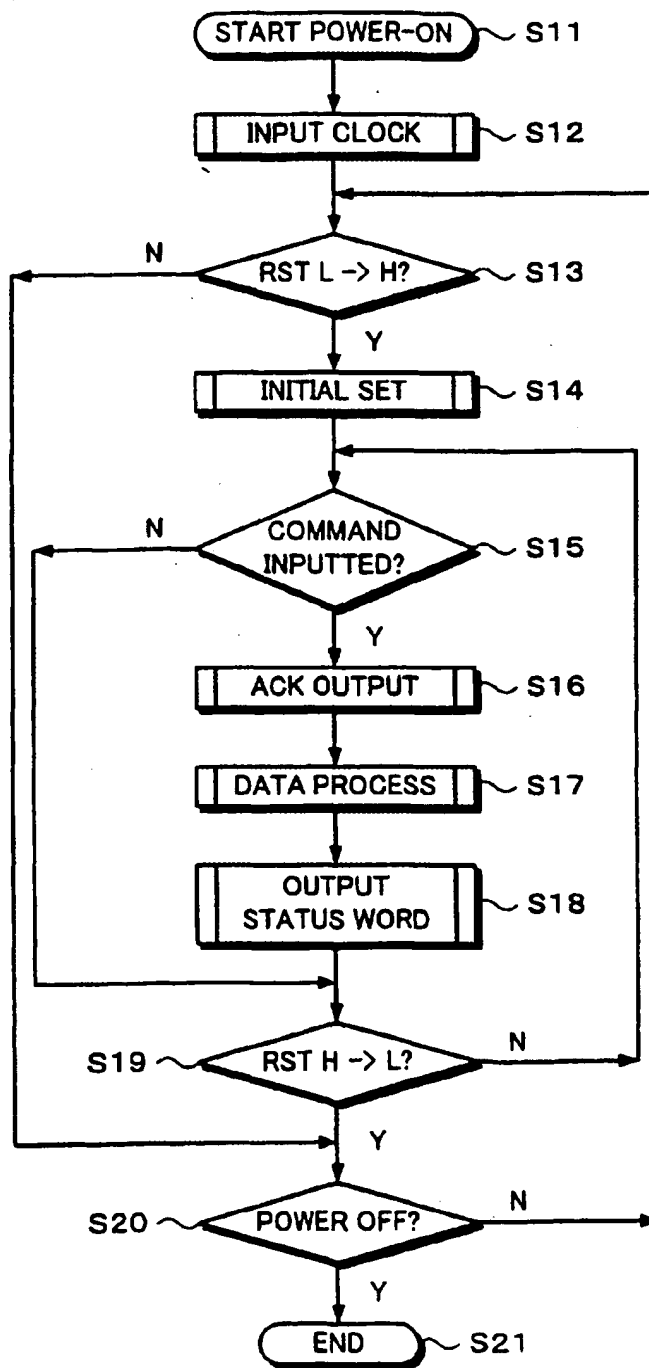 START POWER-ON S11
INPUT CLOCK S12
N
RST L -> H? S13
Y
INITIAL SET S14
N
COMMAND
INPUTTED?
S15
Y
ACK OUTPUT S16
DATA PROCESS S17
OUTPUT
STATUS WORD
S18
S19 RST H -> L? N
Y
S20 POWER OFF? N
Y
END S21